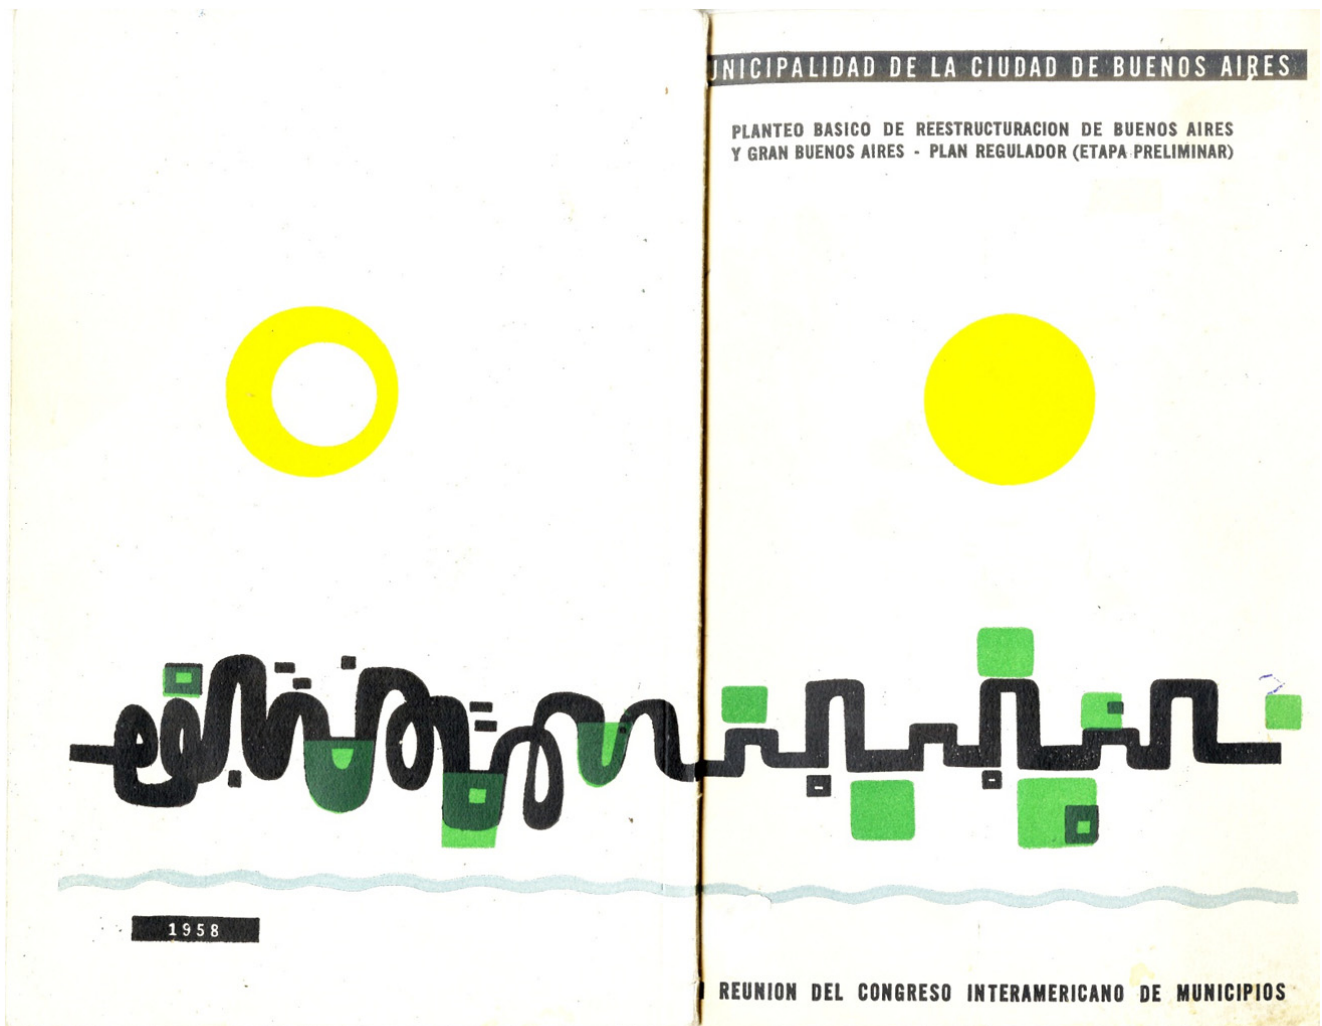 UNICIPALIDAD DE LA CIUDAD DE BUENOS AIRES
PLANTEO BASICO DE REESTRUCTURACION DE BUENOS AIRES
Y GRAN BUENOS AIRES - PLAN REGULADOR (ETAPA PRELIMINAR)
1958
REUNION DEL CONGRESO INTERAMERICANO DE MUNICIPIOS